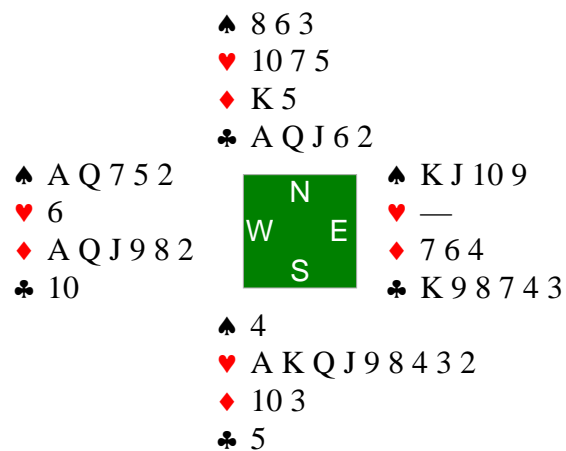 ♠ 8 6 3
♥ 10 7 5
♦ K 5
♣ A Q J 6 2
♠ A Q 7 5 2
♥ 6
♦ A Q J 9 8 2
♣ 10
N
W E
S
♠ K J 10 9
♥ —
♦ 7 6 4
♣ K 9 8 7 4 3
♠ 4
♥ A K Q J 9 8 4 3 2
♦ 10 3
♣ 5